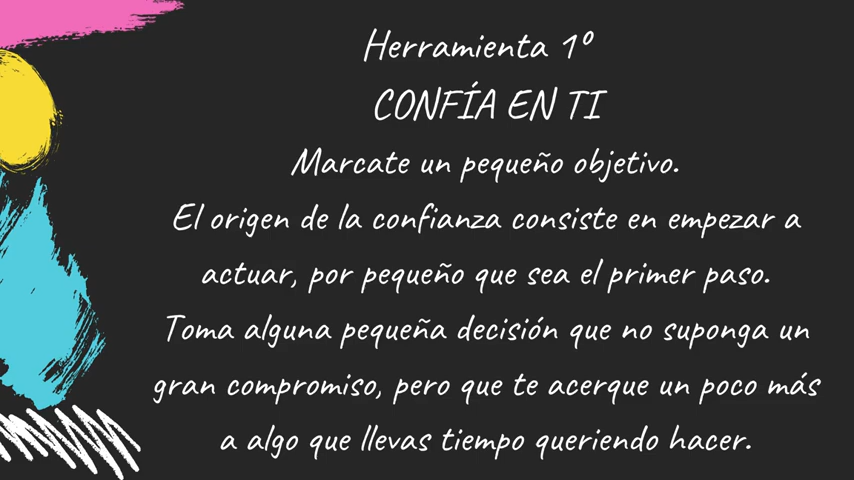 Herramienta 1º
CONFÍA EN TI
Marcate un pequeño objetivo.
El origen de la confianza consiste en empezar a
actuar, por pequeño que sea el primer paso.
Toma alguna pequeña decisión que no suponga un
gran compromiso, pero que te acerque un poco más
a algo que llevas tiempo queriendo hacer.